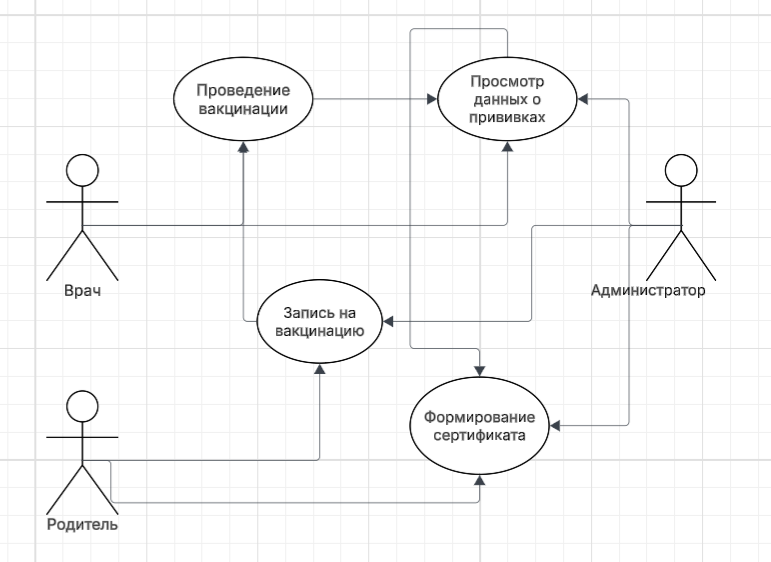 Проведение
вакцинации
Просмотр
данных о
прививках
Врач
Администратор
Запись на
вакцинацию
Формирование
сертификата
Родитель